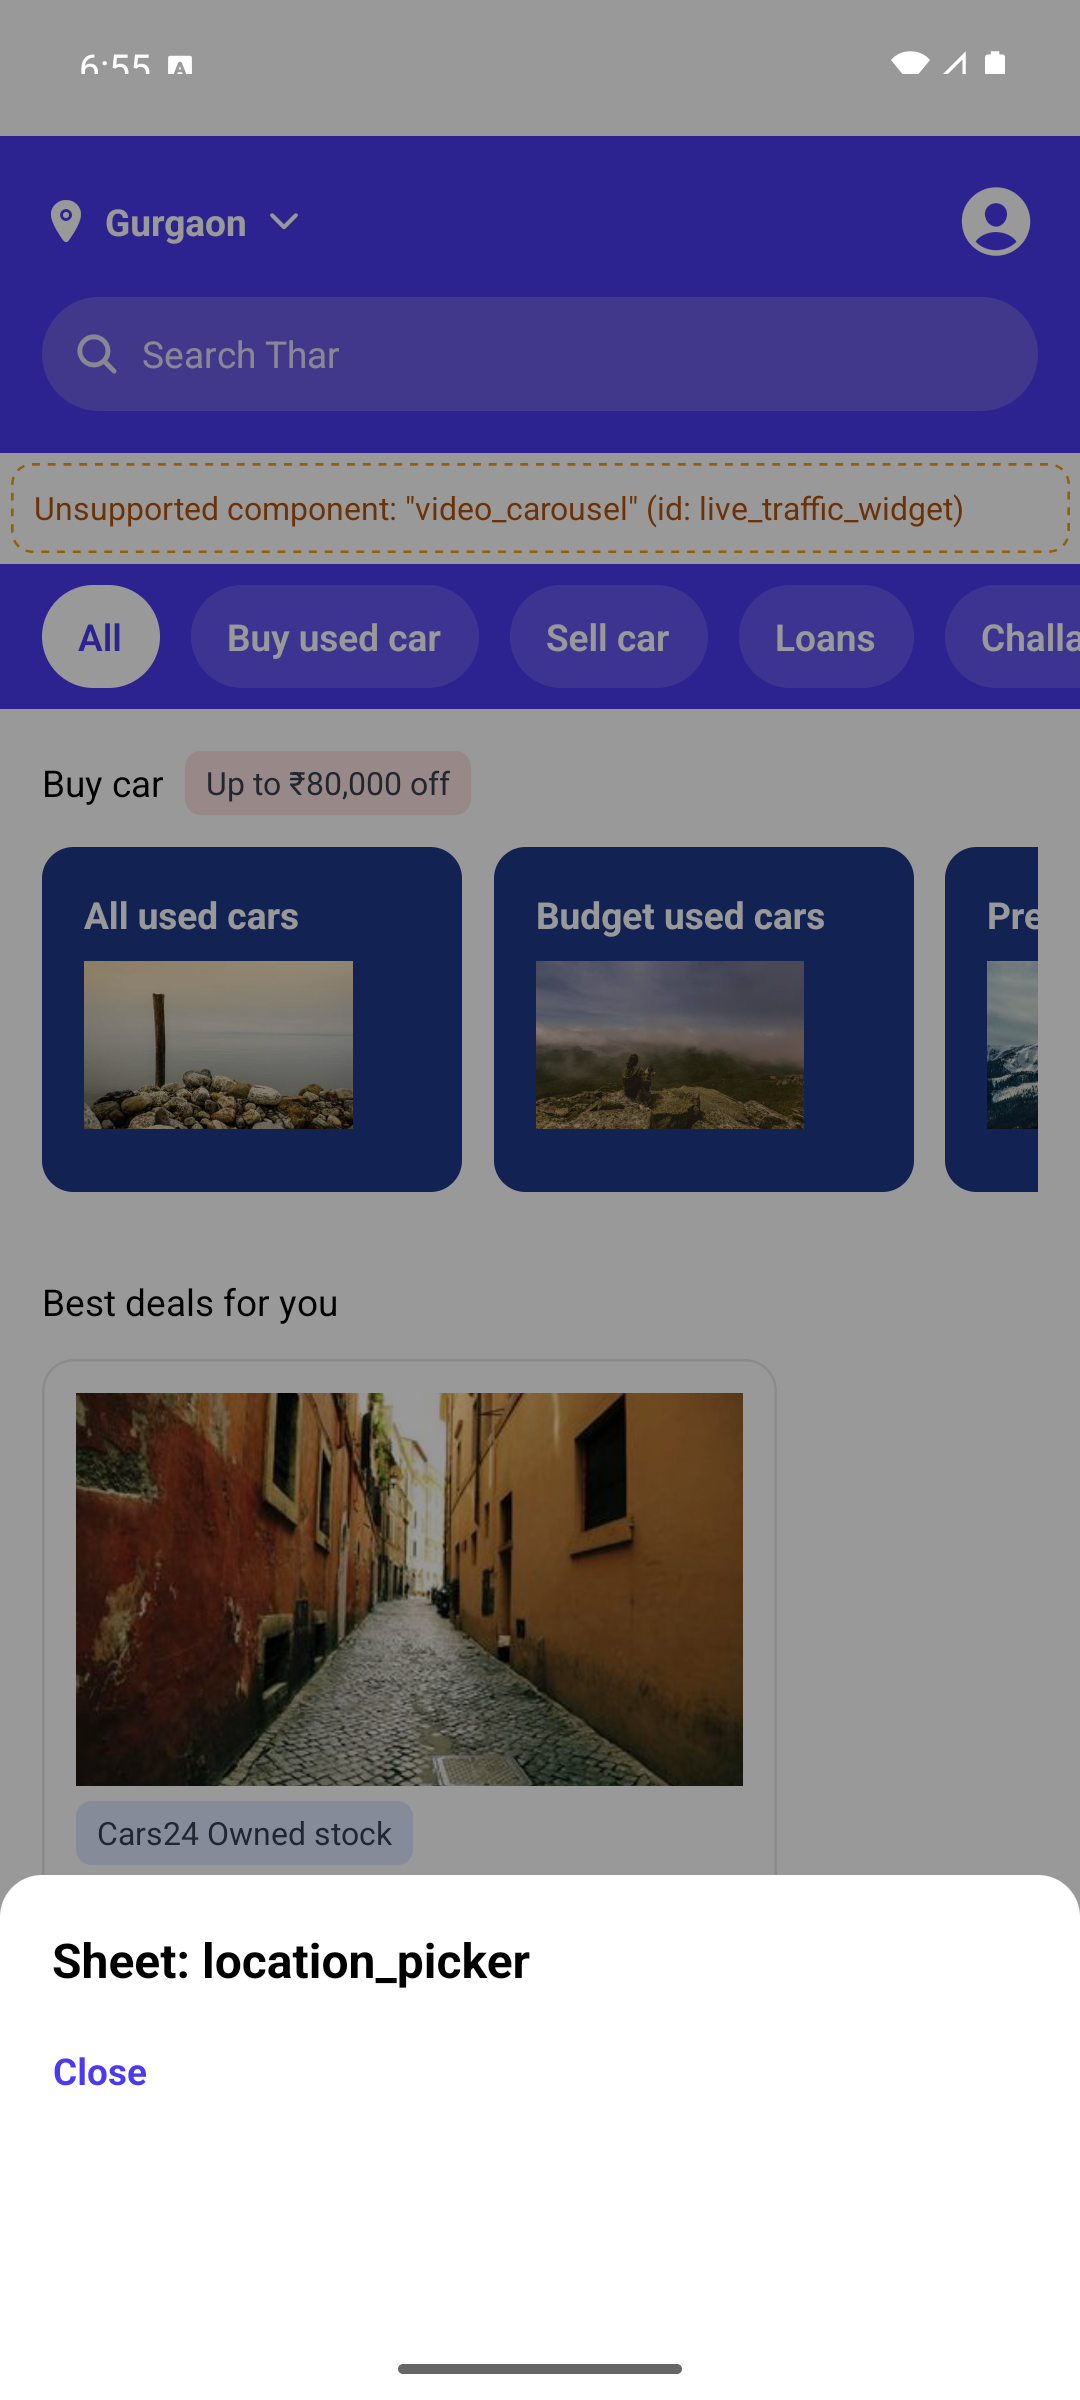 6:55 A
Gurgaon
Search Thar
Unsupported component: "video_carousel" (id: live_traffic_widget)
All Buy used car Sell car Loans Challa
Buy car Up to ₹80,000 off
All used cars Budget used cars Pre
Best deals for you
Cars24 Owned stock
Sheet: location_picker
Close